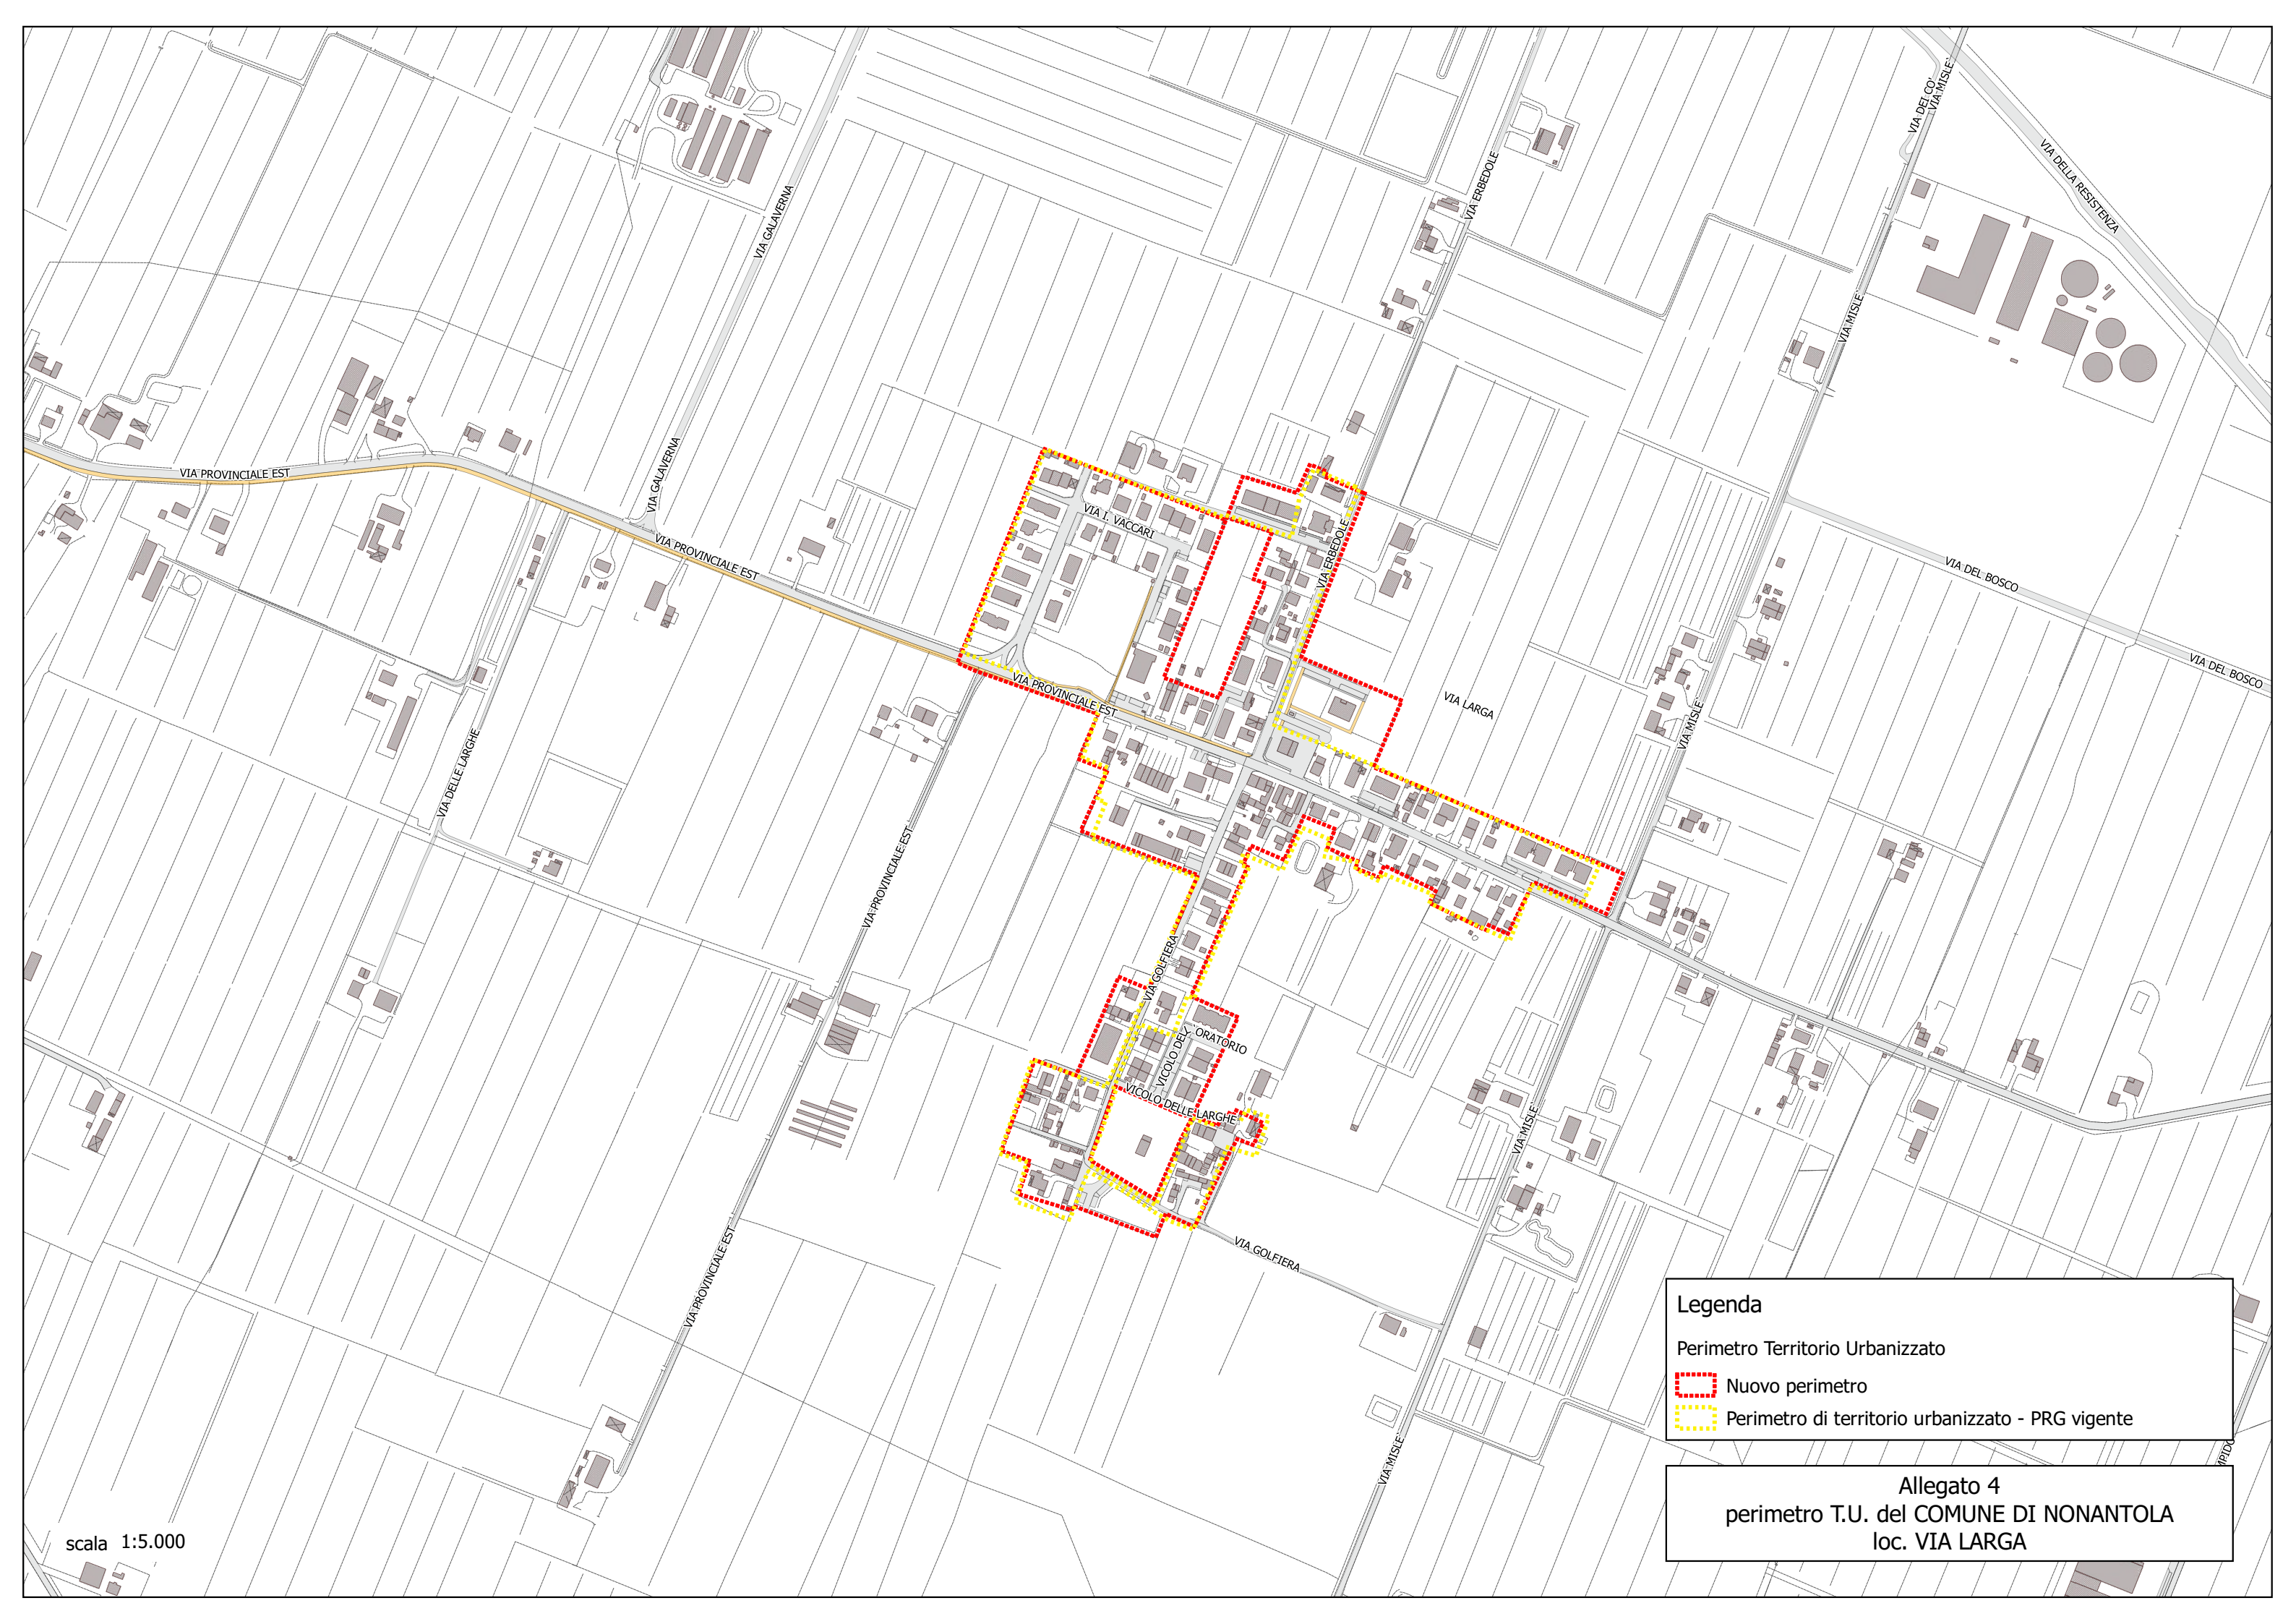 VIA DEI CO'
VIA MISLE'
VIA DELLA RESISTENZA
VIA ERBEDOLE
VIA GALAVERNA
VIA MISLE'
VIA PROVINCIALE EST
VIA GALAVERNA
VIA I. VACCARI
VIA ERBEDOLE
VIA PROVINCIALE EST
VIA DEL BOSCO
VIA DEL BOSCO
VIA PROVINCIALE EST
VIA LARGA
VIA MISLE'
VIA DELLE LARGHE
VIA PROVINCIALE EST
VIA GOLFIERA
VICOLO DELL' ORATORIO
VICOLO DELLE LARGHE
VIA MISLE'
VIA GOLFIERA
VIA PROVINCIALE EST
VIA MISLE'
Legenda
Perimetro Territorio Urbanizzato
Nuovo perimetro
Perimetro di territorio urbanizzato - PRG vigente
Allegato 4
perimetro T.U. del COMUNE DI NONANTOLA
loc. VIA LARGA
scala 1:5.000